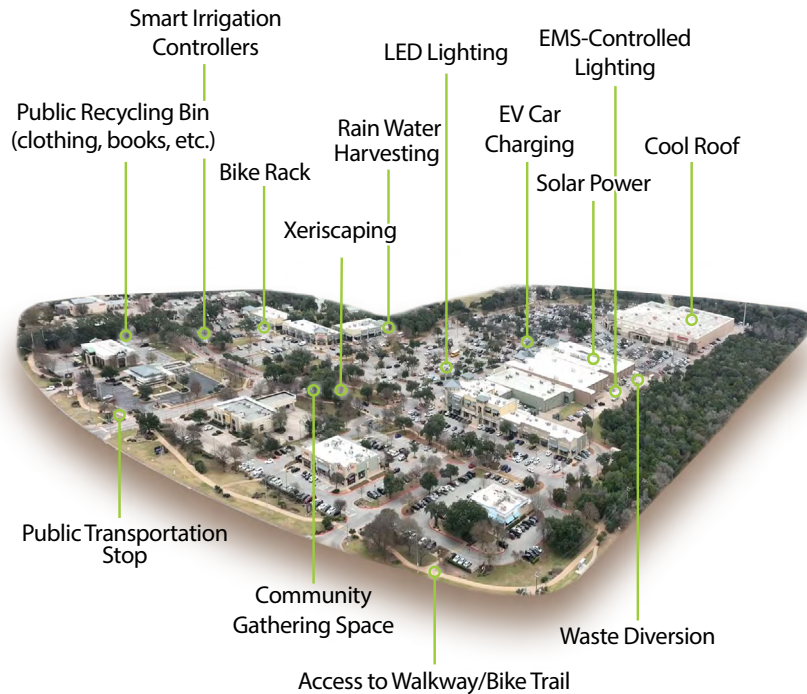 Smart Irrigation
Controllers
LED Lighting
EMS-Controlled
Lighting
Public Recycling Bin
(clothing, books, etc.)
Rain Water
Harvesting
EV Car
Charging
Cool Roof
Bike Rack
Solar Power
Xeriscaping
Public Transportation
Stop
Community
Gathering Space
Waste Diversion
Access to Walkway/Bike Trail